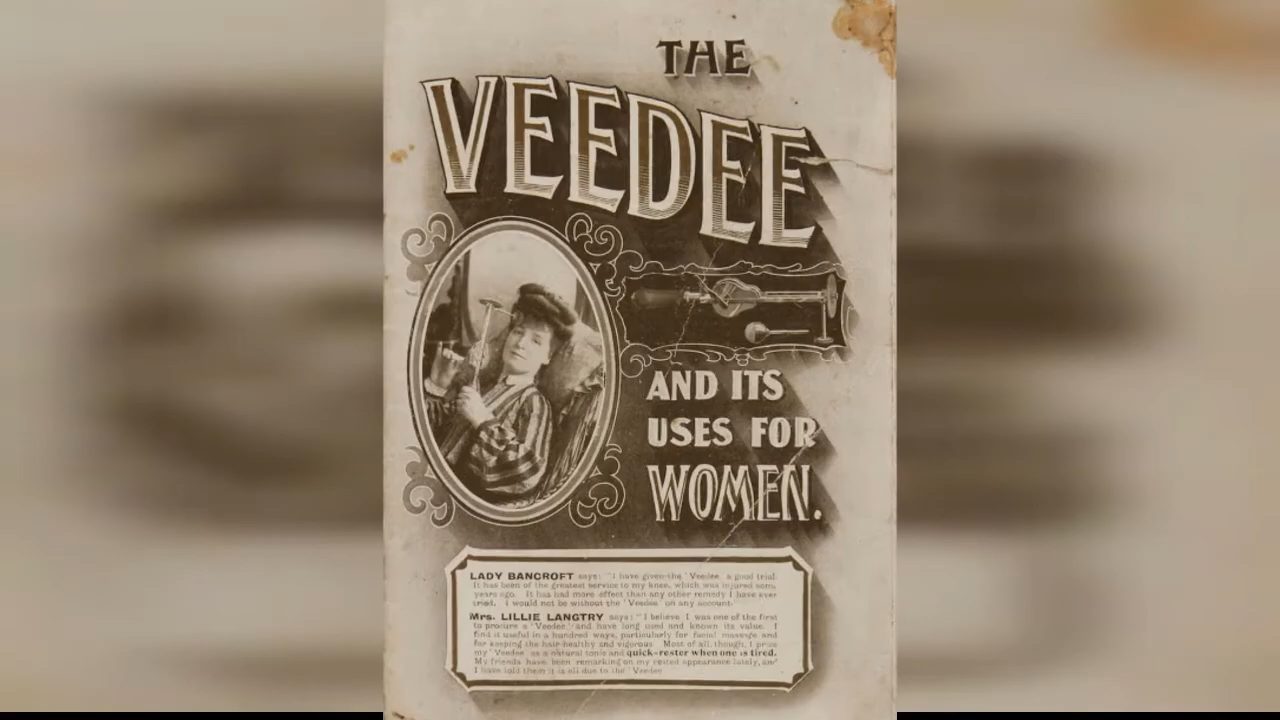 THE
VEEDEE
AND ITS
USES FOR
WOMEN.
LADY BANCROFT says: "I have given the 'Veedee' a good trial.
It has been of the greatest service to my knee, which was injured some
years ago. It has had more effect than any other remedy I have ever
tried. I would not be without the 'Veedee' on any account.
Mrs. LILLIE LANGTRY says: "I believe I was one of the first
to procure a 'Veedee,' and have long used and known its value. I
find it useful in a hundred ways, particularly for facial massage and
for keeping the hair healthy and vigorous. Most of all, though, I prize
my 'Veedee' as a natural tonic and quick-rester when one is tired.
My friends have been remarking on my rested appearance lately, and
I have told them it is all due to the 'Veedee'